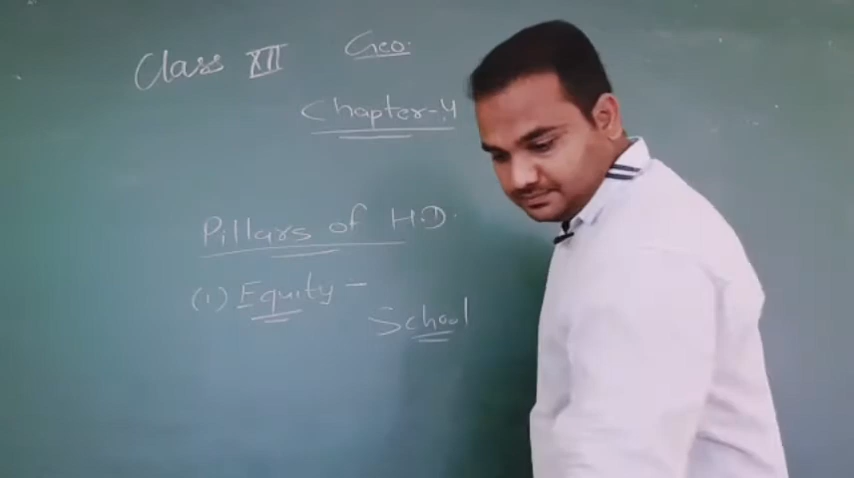 Class XII Geo.
Chapter-4
Pillars of H.D.
(1) Equity -
School